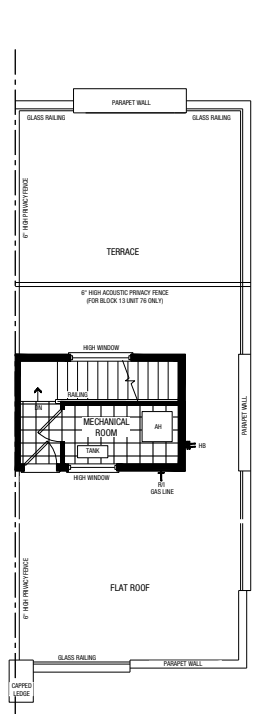 PARAPET WALL
GLASS RAILING
GLASS RAILING
6" HIGH PRIVACY FENCE
TERRACE
6" HIGH ACOUSTIC PRIVACY FENCE
(FOR BLOCK 13 UNIT 76 ONLY)
HIGH WINDOW
RAILING
DN
MECHANICAL
ROOM
AH
TANK
PARAPET WALL
HB
HIGH WINDOW
R/I
GAS LINE
6" HIGH PRIVACY FENCE
FLAT ROOF
GLASS RAILING
PARAPET WALL
CAPPED
LEDGE